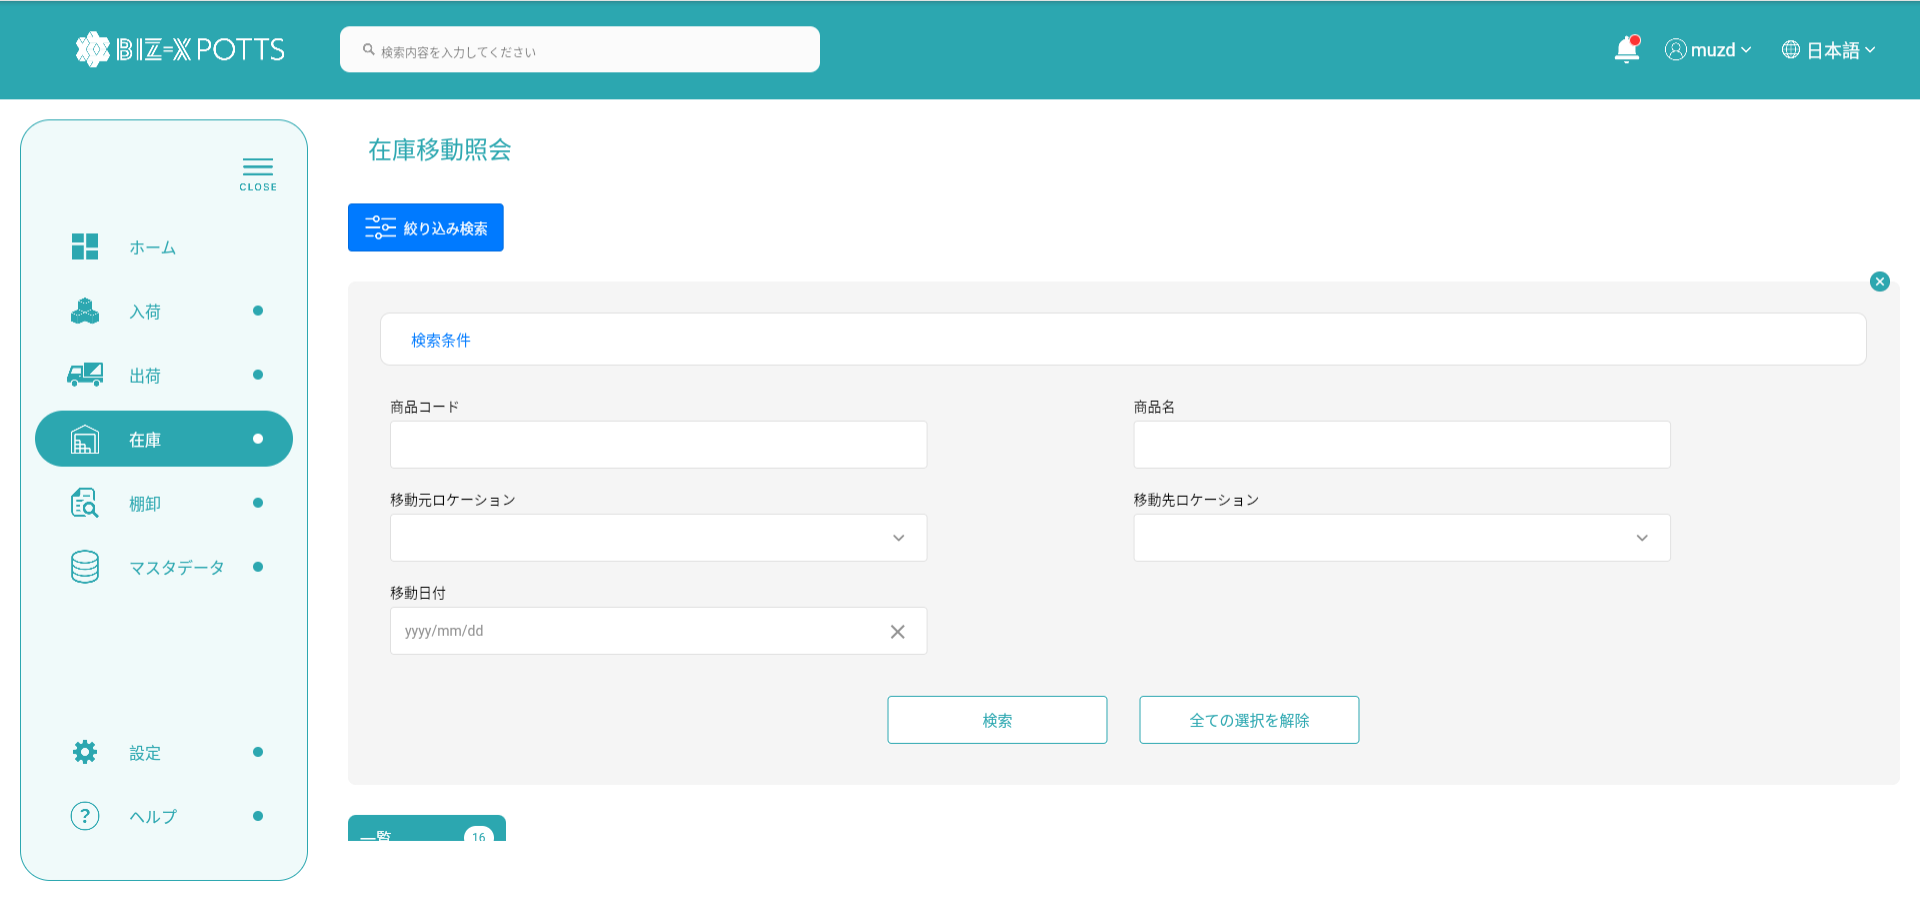 BIZ=X POTTS
検索内容を入力してください
muzd
日本語
CLOSE
ホーム
入荷
出荷
在庫
棚卸
マスタデータ
設定
?
ヘルプ
在庫移動照会
絞り込み検索
検索条件
商品コード
商品名
移動元ロケーション
移動先ロケーション
移動日付
yyyy/mm/dd
検索
全ての選択を解除
一覧
16